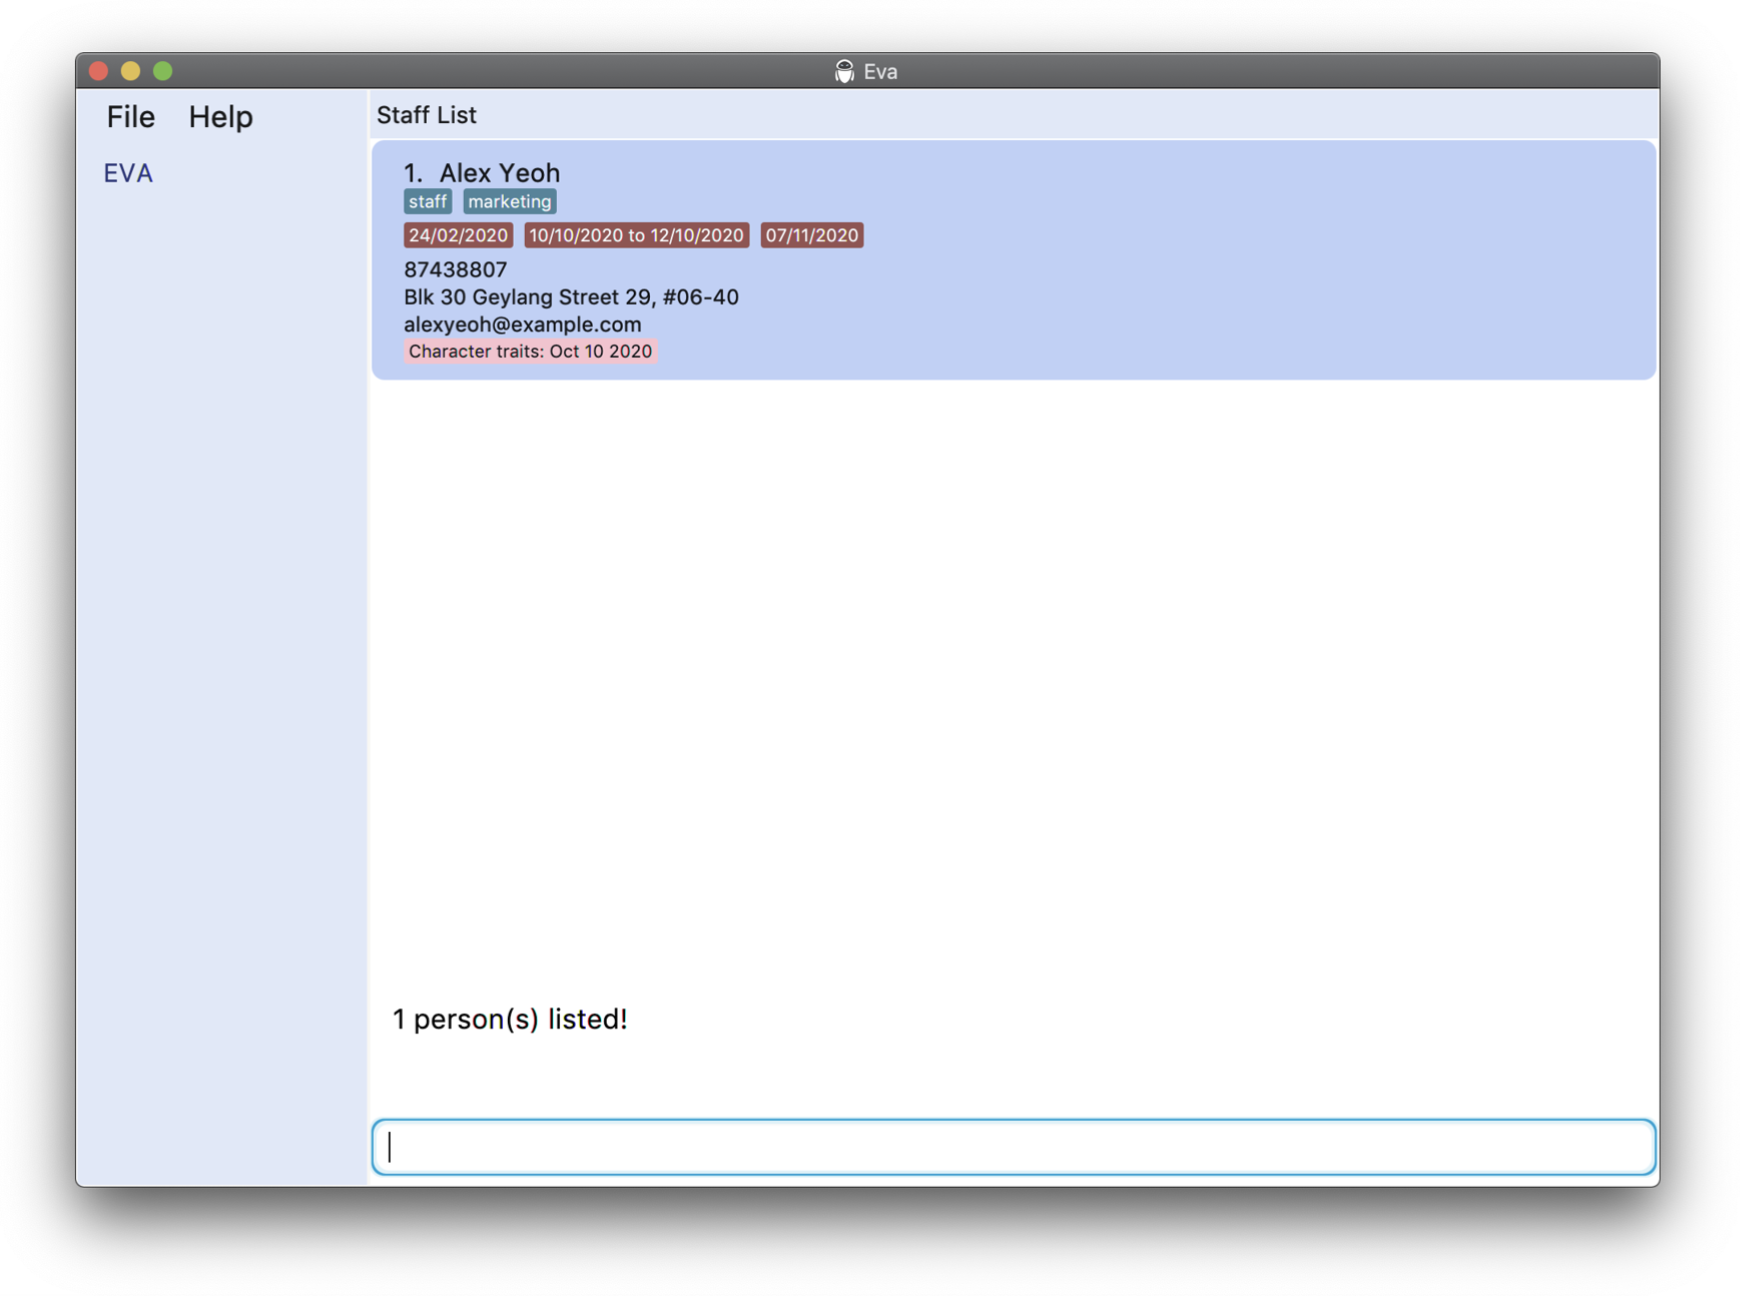 Eva
File Help
EVA
Staff List
1. Alex Yeoh
staff marketing
24/02/2020 10/10/2020 to 12/10/2020 07/11/2020
87438807
Blk 30 Geylang Street 29, #06-40
alexyeoh@example.com
Character traits: Oct 10 2020
1 person(s) listed!